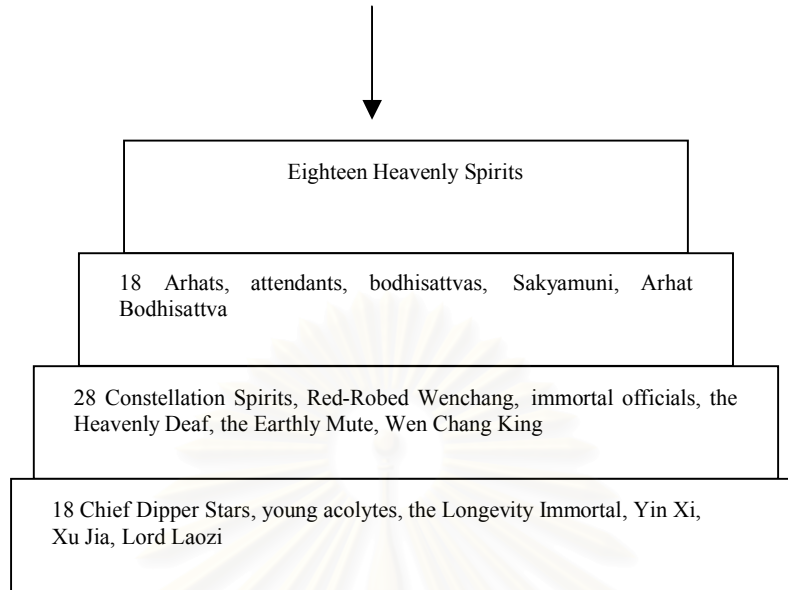 Eighteen Heavenly Spirits
18 Arhats, attendants, bodhisattvas, Sakyamuni, Arhat
Bodhisattva
28 Constellation Spirits, Red-Robed Wenchang, immortal officials, the
Heavenly Deaf, the Earthly Mute, Wen Chang King
18 Chief Dipper Stars, young acolytes, the Longevity Immortal, Yin Xi,
Xu Jia, Lord Laozi